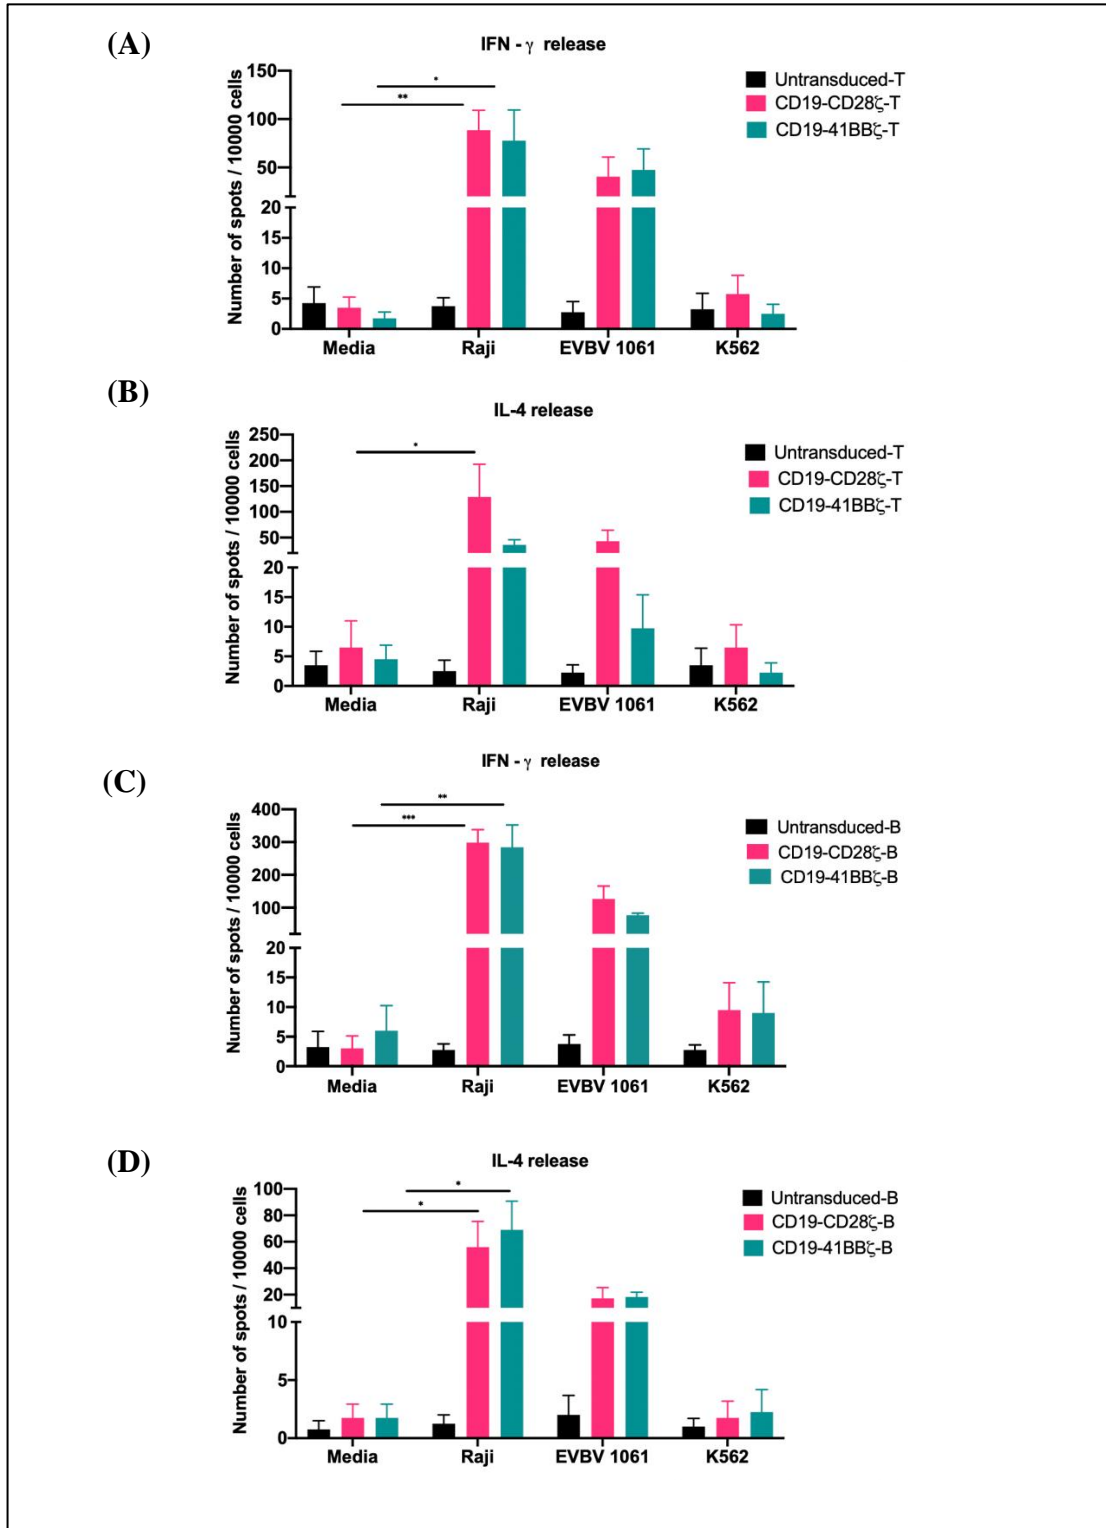 (A)
IFN - γ release
Number of spots / 10000 cells
150
100
50
20
15
10
5
0
*
**
Untransduced-T
CD19-CD28ζ-T
CD19-41BBζ-T
Media Raji EVBV 1061 K562
(B)
IL-4 release
Number of spots / 10000 cells
250
200
150
100
50
20
15
10
5
0
*
Untransduced-T
CD19-CD28ζ-T
CD19-41BBζ-T
Media Raji EVBV 1061 K562
(C)
IFN - γ release
Number of spots / 10000 cells
400
300
200
100
20
15
10
5
0
**
***
Untransduced-B
CD19-CD28ζ-B
CD19-41BBζ-B
Media Raji EVBV 1061 K562
(D)
IL-4 release
Number of spots / 10000 cells
100
80
60
40
20
10
5
0
*
*
Untransduced-B
CD19-CD28ζ-B
CD19-41BBζ-B
Media Raji EVBV 1061 K562